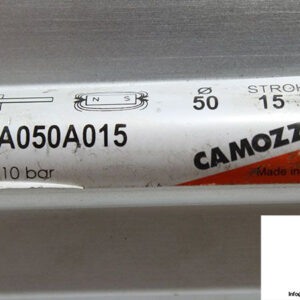 N S Ø STROK
50 15
A050A015
10 bar
CAMOZZ
Made in